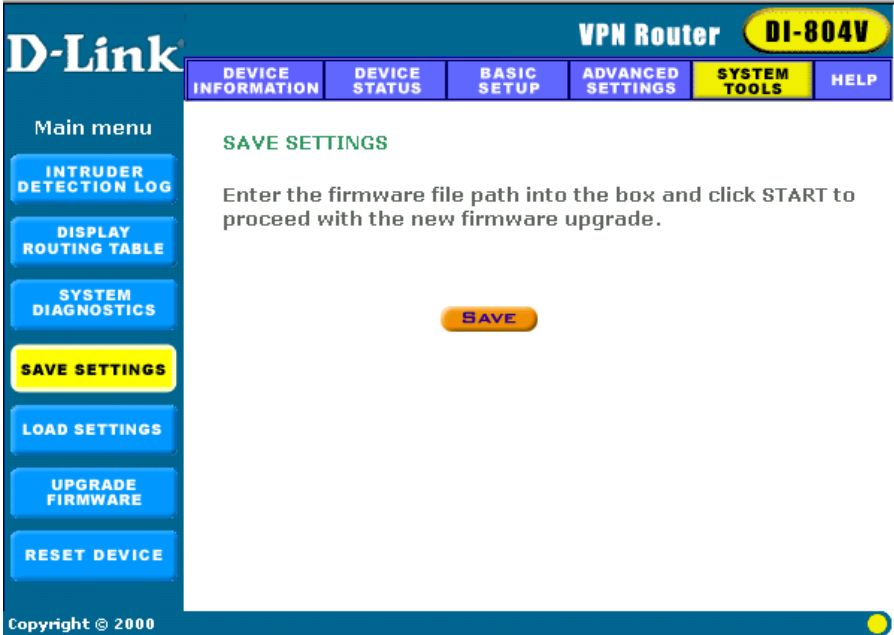 D-Link
VPN Router DI-804V
DEVICE
INFORMATION
DEVICE
STATUS
BASIC
SETUP
ADVANCED
SETTINGS
SYSTEM
TOOLS
HELP
Main menu
INTRUDER
DETECTION LOG
DISPLAY
ROUTING TABLE
SYSTEM
DIAGNOSTICS
SAVE SETTINGS
LOAD SETTINGS
UPGRADE
FIRMWARE
RESET DEVICE
SAVE SETTINGS
Enter the firmware file path into the box and click START to
proceed with the new firmware upgrade.
SAVE
Copyright © 2000